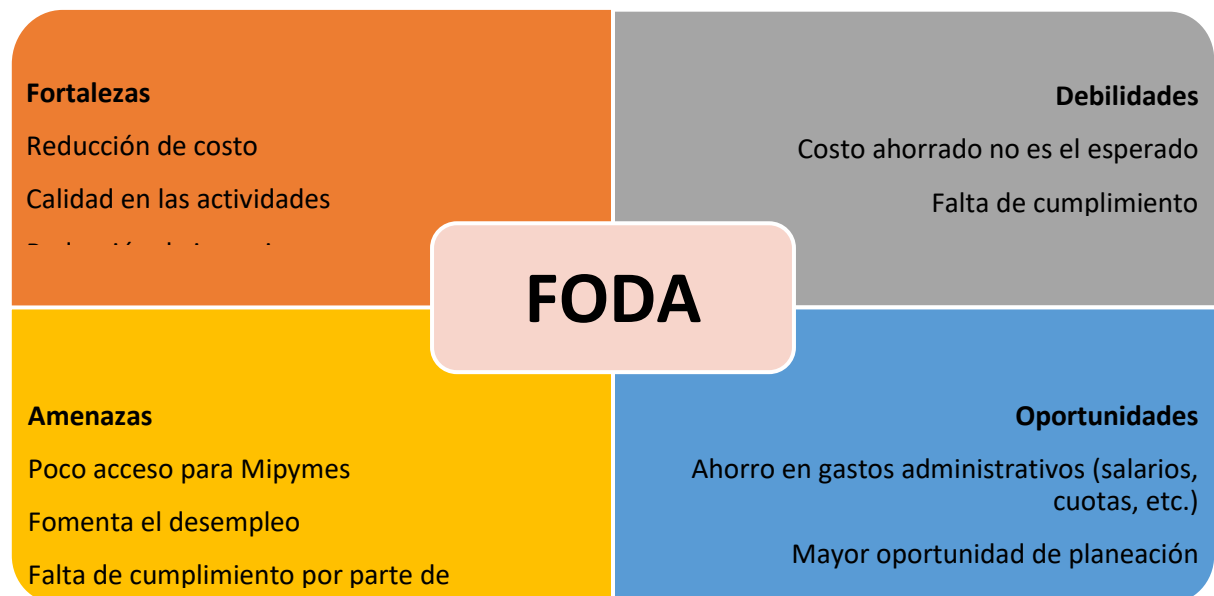 Fortalezas
Reducción de costo
Calidad en las actividades
Debilidades
Costo ahorrado no es el esperado
Falta de cumplimiento
FODA
Amenazas
Poco acceso para Mipymes
Fomenta el desempleo
Falta de cumplimiento por parte de
Oportunidades
Ahorro en gastos administrativos (salarios,
cuotas, etc.)
Mayor oportunidad de planeación